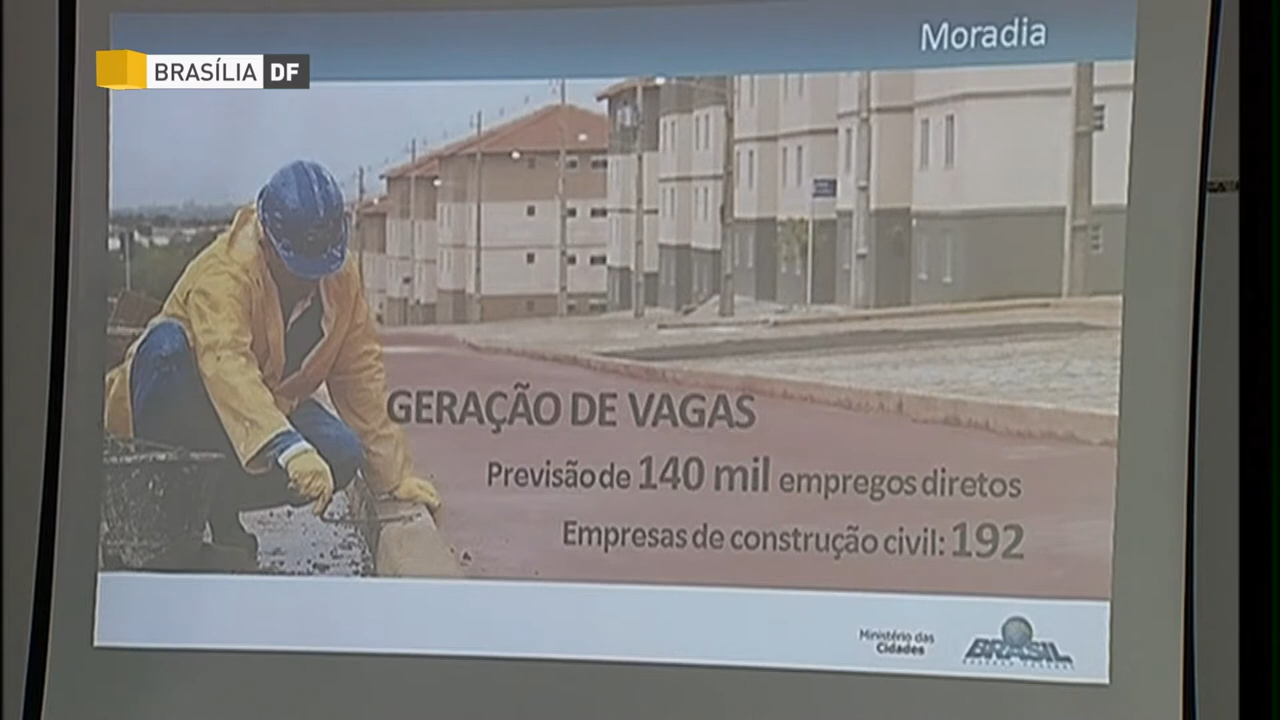 Moradia
BRASÍLIA DF
GERAÇÃO DE VAGAS
Previsão de 140 mil empregos diretos
Empresas de construção civil: 192
Ministério das
Cidades
BRASIL